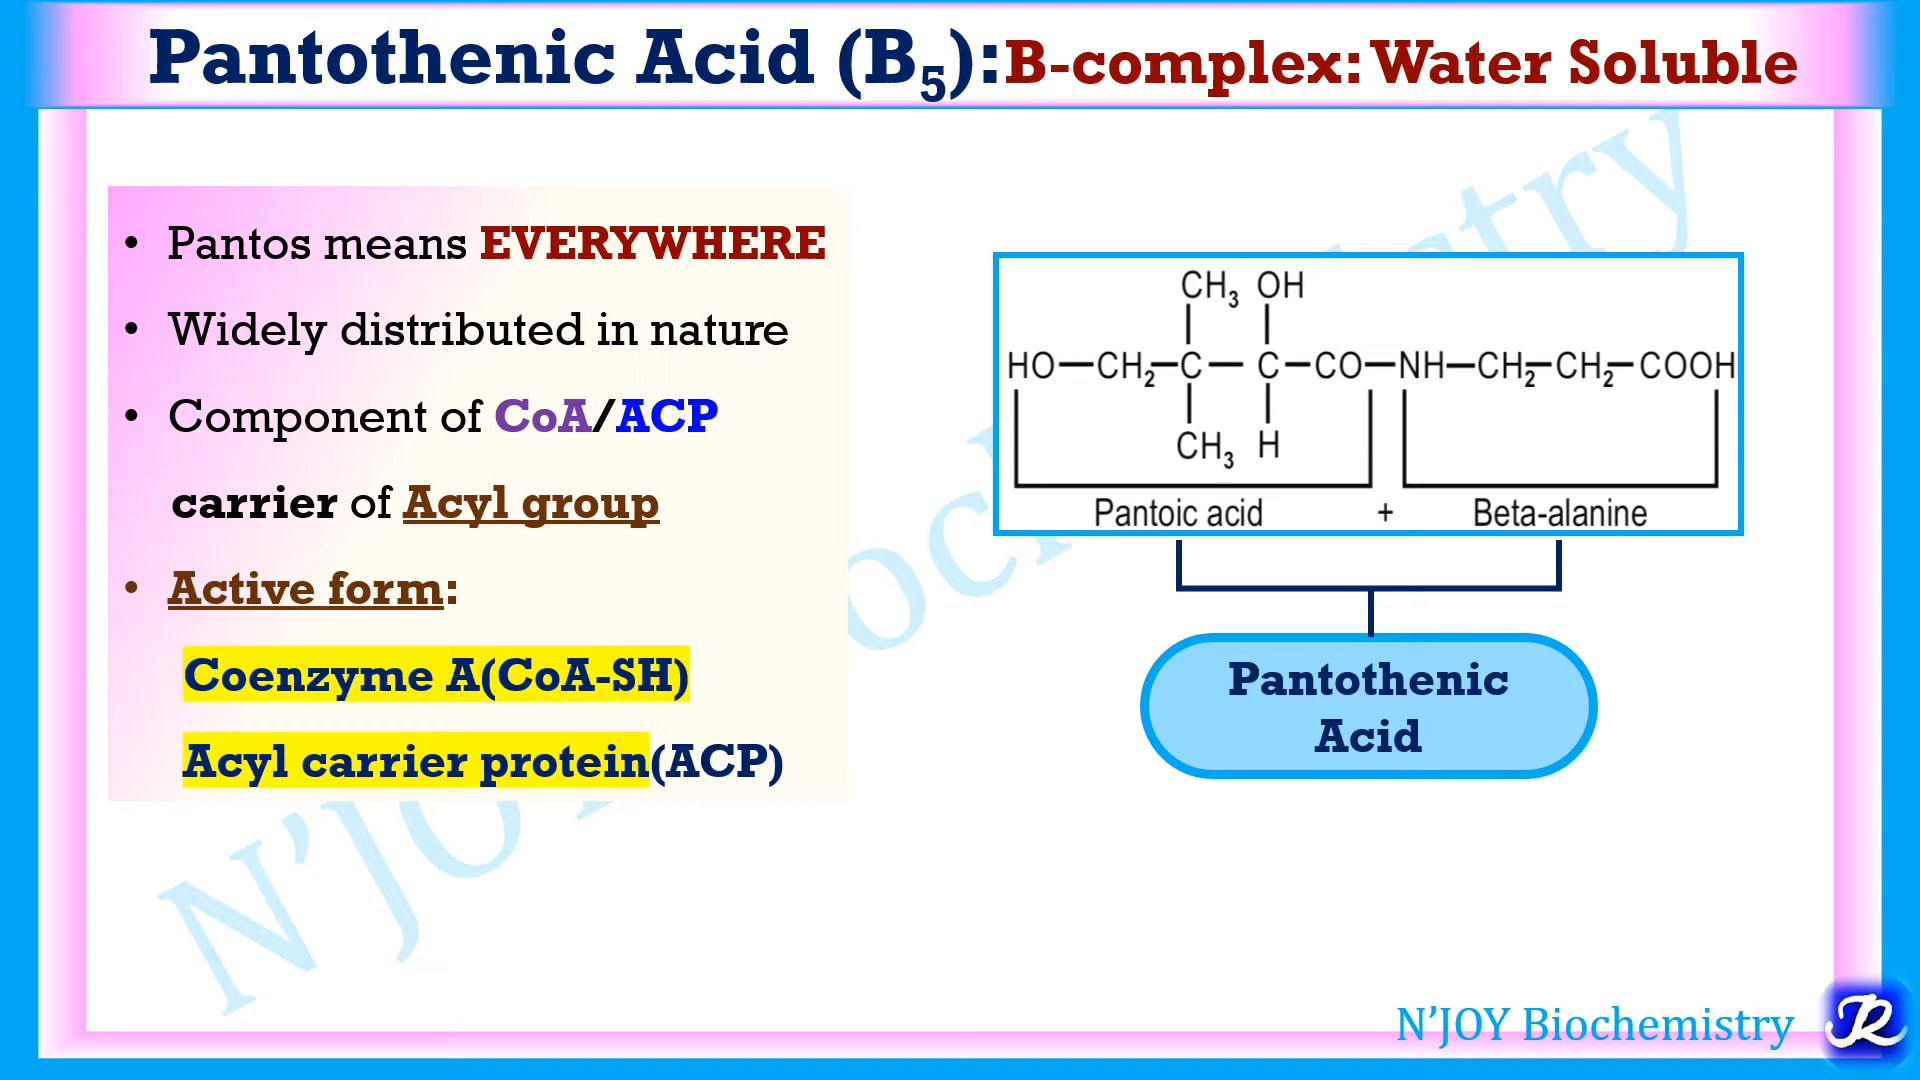 Pantothenic Acid (B₅): B-complex: Water Soluble
• Pantos means EVERYWHERE
• Widely distributed in nature
• Component of CoA/ACP
carrier of Acyl group
• Active form:
Coenzyme A(CoA-SH)
Acyl carrier protein(ACP)
CH₃ OH
HO—CH₂—C—C—CO—NH—CH₂—CH₂—COOH
CH₃ H
Pantoic acid + Beta-alanine
Pantothenic
Acid
N'JOY Biochemistry
N'JOY Biochemistry
JR